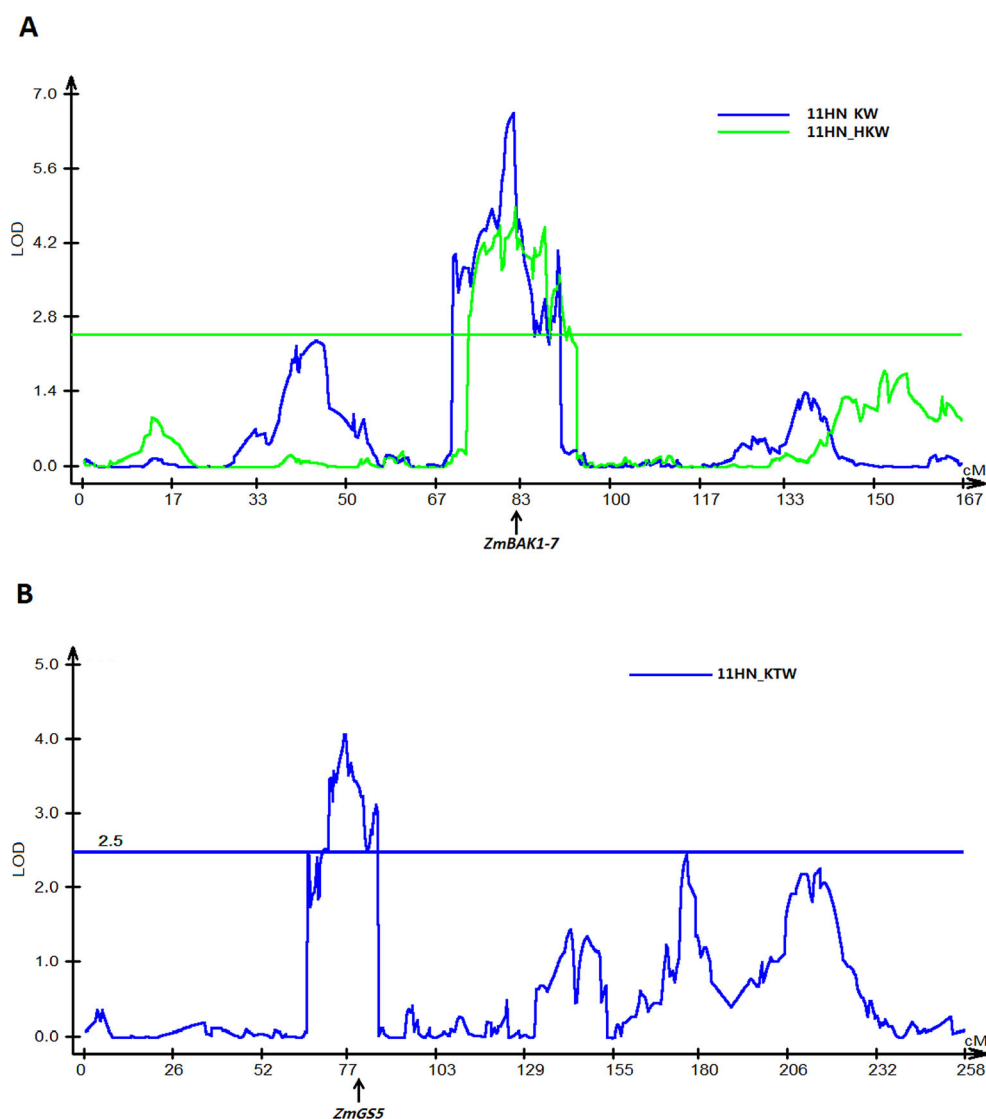 A
7.0
11HN_KW
11HN_HKW
5.6
4.2
LOD
2.8
1.4
0.0
cM
0 17 33 50 67 83 100 117 133 150 167
ZmBAK1-7
B
5.0
11HN_KTW
4.0
3.0
2.5
LOD
2.0
1.0
0.0
cM
0 26 52 77 103 129 155 180 206 232 258
ZmGS5